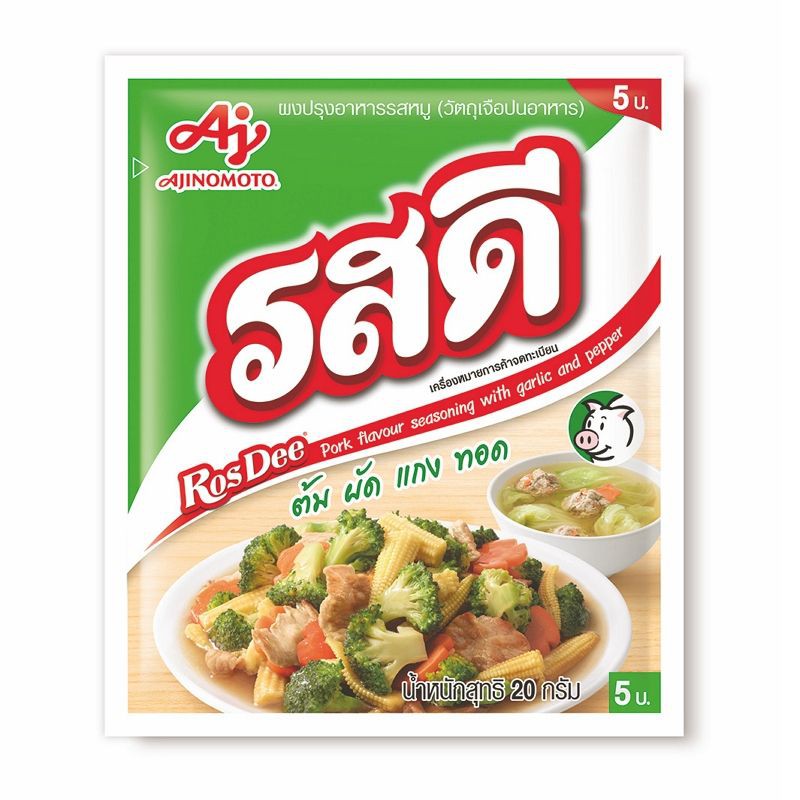 ผงปรุงอาหารรสหมู (วัตถุเจือปนอาหาร)
5 บ.
Aj
AJINOMOTO®
รสดี
เครื่องหมายการค้าจดทะเบียน
RosDee® Pork flavour seasoning with garlic and pepper
ต้ม ผัด แกง ทอด
น้ำหนักสุทธิ 20 กรัม
5 บ.